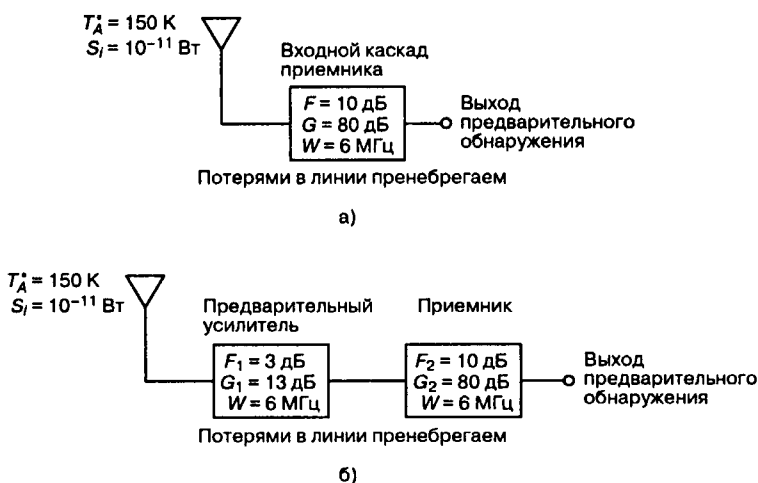 T°A = 150 K
Si = 10⁻¹¹ Вт
Входной каскад
приемника
F = 10 дБ
G = 80 дБ
W = 6 МГц
Выход
предварительного
обнаружения
Потерями в линии пренебрегаем
а)
T°A = 150 K
Si = 10⁻¹¹ Вт
Предварительный
усилитель
F1 = 3 дБ
G1 = 13 дБ
W = 6 МГц
Приемник
F2 = 10 дБ
G2 = 80 дБ
W = 6 МГц
Выход
предварительного
обнаружения
Потерями в линии пренебрегаем
б)